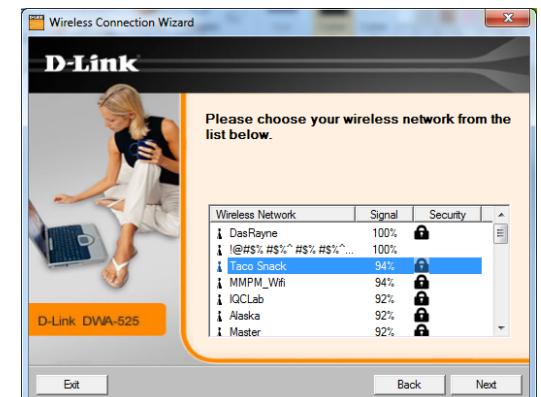 Wireless Connection Wizard
D-Link
Please choose your wireless network from the
list below.
Wireless Network Signal Security
DasRayne 100%
!@#$% #$%^ #$% #$%^... 100%
Taco Snack 94%
MMPM_Wifi 94%
IQCLab 92%
Alaska 92%
Master 92%
D-Link DWA-525
Exit Back Next